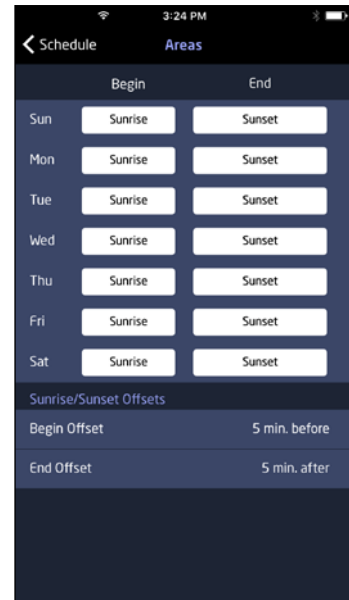 3:24 PM
Schedule Areas
Begin End
Sun Sunrise Sunset
Mon Sunrise Sunset
Tue Sunrise Sunset
Wed Sunrise Sunset
Thu Sunrise Sunset
Fri Sunrise Sunset
Sat Sunrise Sunset
Sunrise/Sunset Offsets
Begin Offset 5 min. before
End Offset 5 min. after